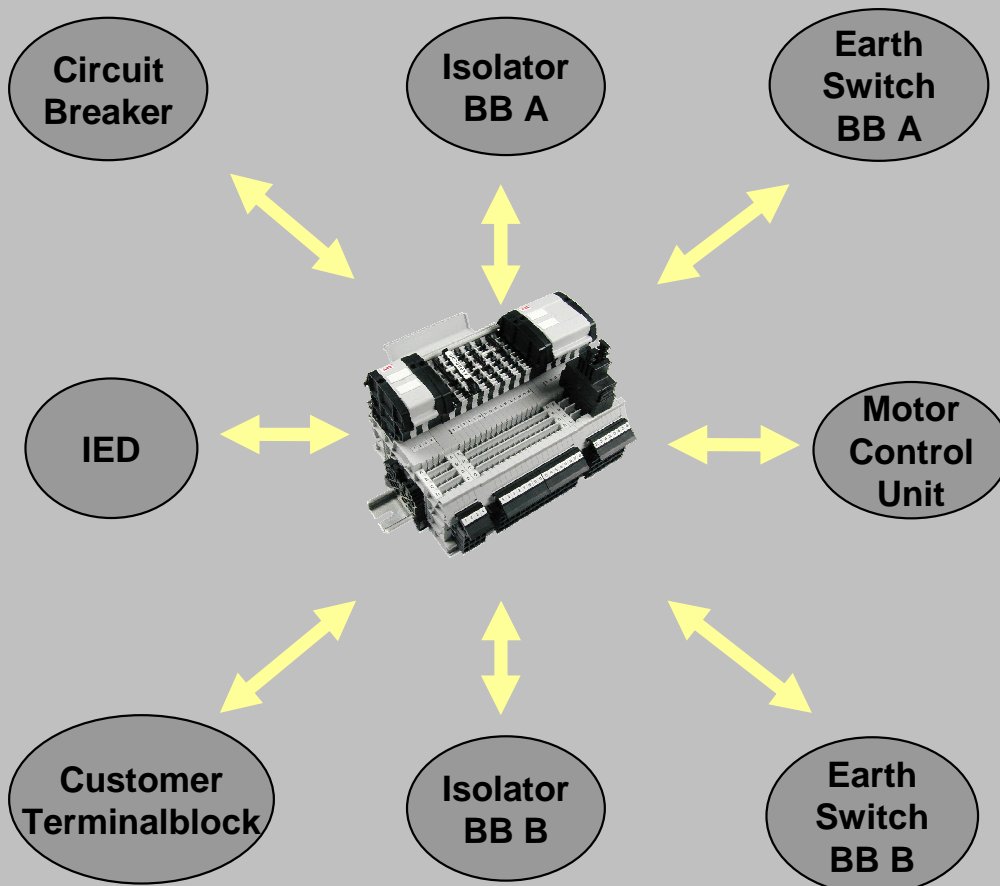 Circuit
Breaker
Isolator
BB A
Earth
Switch
BB A
IED
Motor
Control
Unit
Customer
Terminalblock
Isolator
BB B
Earth
Switch
BB B